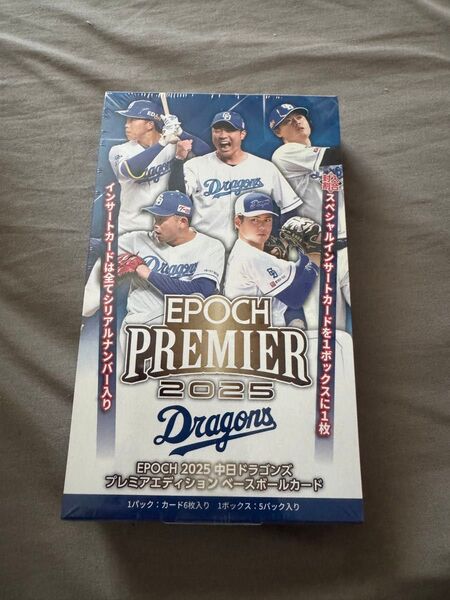 Dragons
Dragons
Dragons
インサートカードは全てシリアルナンバー入り
スペシャルインサートカードを1ボックスに1枚
EPOCH
PREMIER
2025
Dragons
EPOCH 2025 中日ドラゴンズ
プレミアエディション ベースボールカード
1パック:カード6枚入り 1ボックス:5パック入り